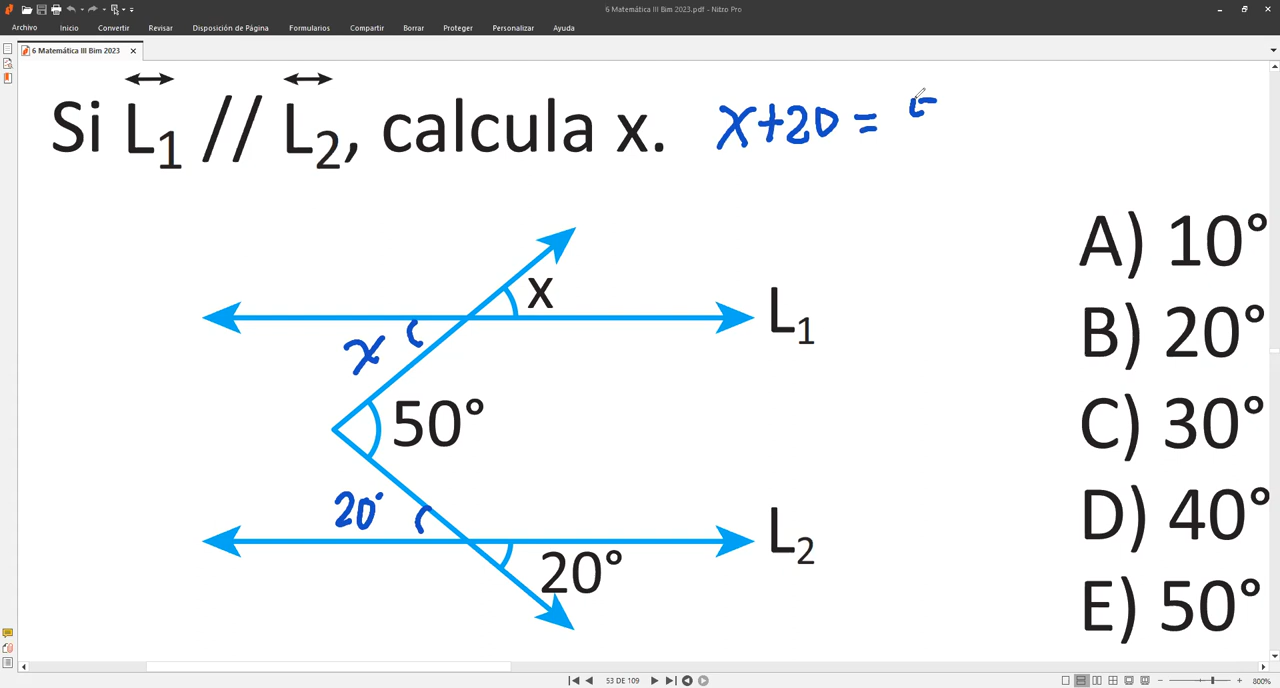 6 Matemática III Bim 2023.pdf - Nitro Pro
Archivo Inicio Convertir Revisar Disposición de Página Formularios Compartir Borrar Proteger Personalizar Ayuda
6 Matemática III Bim 2023
Si L1 // L2, calcula x. x+20 =
A) 10°
x
L1
x
B) 20°
50°
C) 30°
20°
D) 40°
L2
20°
E) 50°
53 DE 109
800%